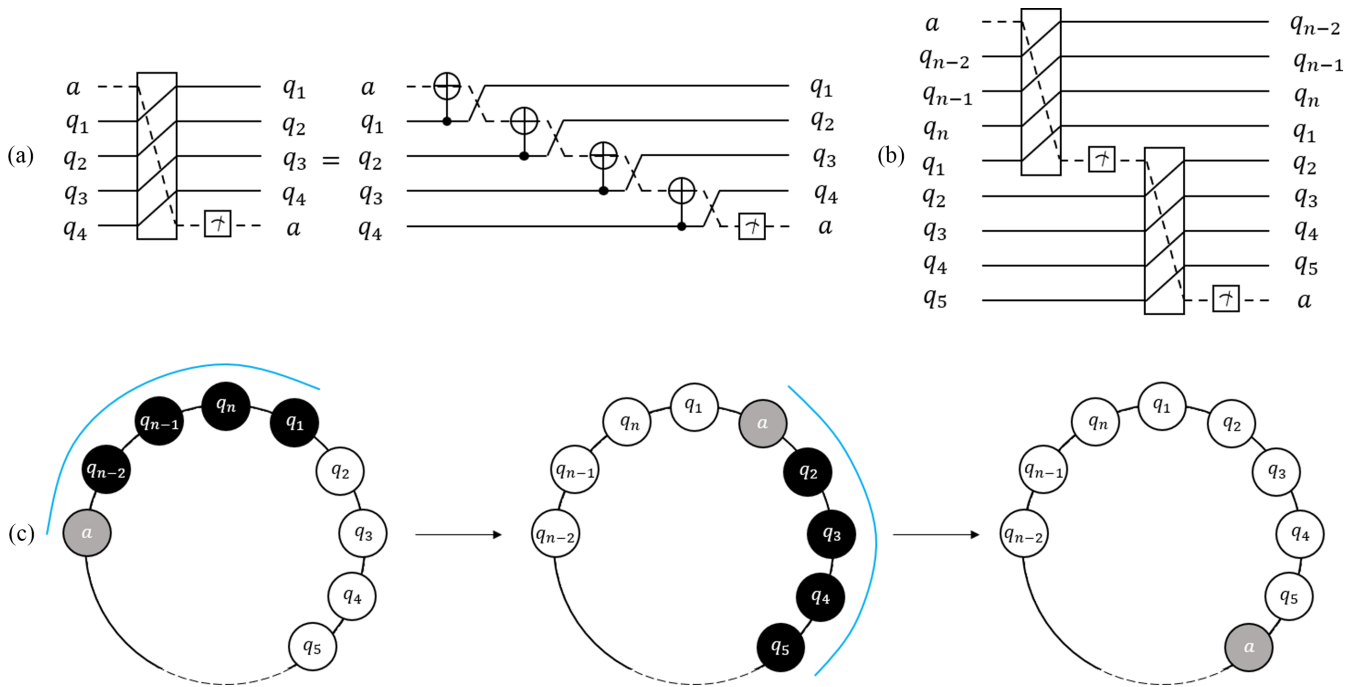 (a)
a
q₁
q₂
q₃
q₄
q₁
q₂
q₃
q₄
a
=
a
q₁
q₂
q₃
q₄
q₁
q₂
q₃
q₄
a
(b)
a
qₙ₋₂
qₙ₋₁
qₙ
q₁
q₂
q₃
q₄
q₅
qₙ₋₂
qₙ₋₁
qₙ
q₁
q₂
q₃
q₄
q₅
a
(c)
a
qₙ₋₂
qₙ₋₁
qₙ
q₁
q₂
q₃
q₄
q₅
qₙ₋₂
qₙ₋₁
qₙ
q₁
a
q₂
q₃
q₄
q₅
qₙ₋₂
qₙ₋₁
qₙ
q₁
q₂
q₃
q₄
q₅
a